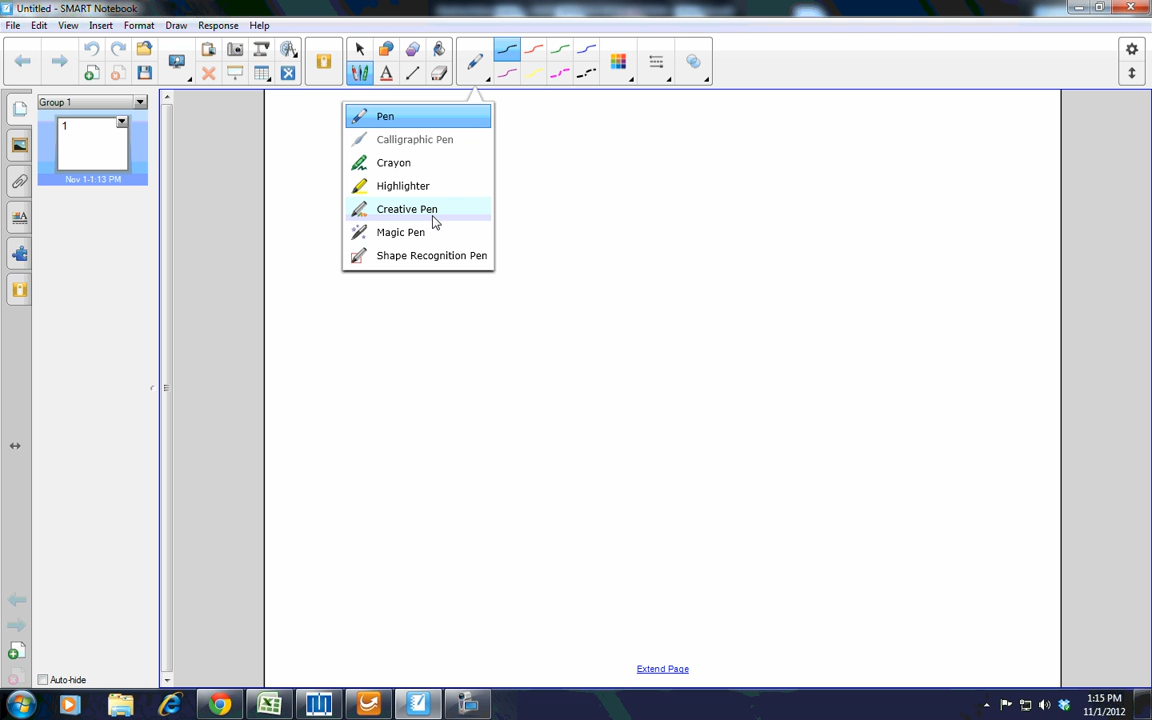 Untitled - SMART Notebook
File Edit View Insert Format Draw Response Help
Group 1
1
Nov 1-1:13 PM
Pen
Calligraphic Pen
Crayon
Highlighter
Creative Pen
Magic Pen
Shape Recognition Pen
Extend Page
Auto-hide
1:15 PM
11/1/2012